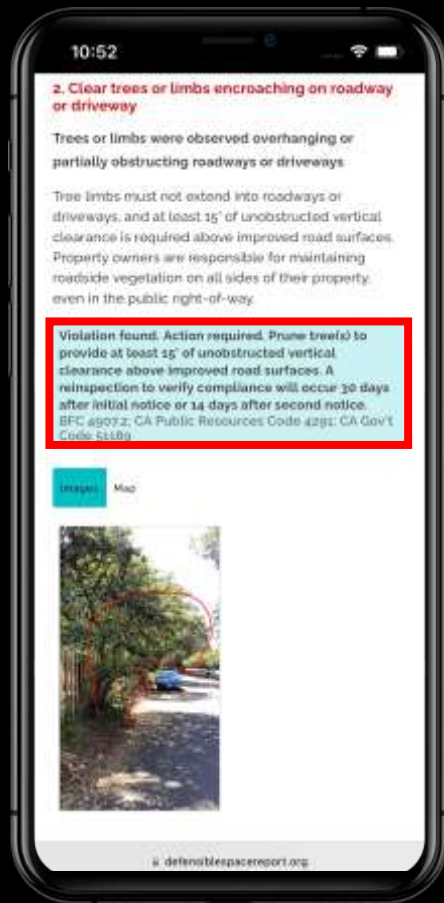 10:52
2. Clear trees or limbs encroaching on roadway
or driveway
Trees or limbs were observed overhanging or
partially obstructing roadways or driveways
Tree limbs must not extend into roadways or
driveways, and at least 15' of unobstructed vertical
clearance is required above improved road surfaces.
Property owners are responsible for maintaining
roadside vegetation on all sides of their property,
even in the public right-of-way.
Violation found. Action required. Prune tree(s) to
provide at least 15' of unobstructed vertical
clearance above improved road surfaces. A
reinspection to verify compliance will occur 30 days
after initial notice or 14 days after second notice.
BFC 4907.2; CA Public Resources Code 4291; CA Gov't
Code 51189
Images Map
defensiblespacereport.org